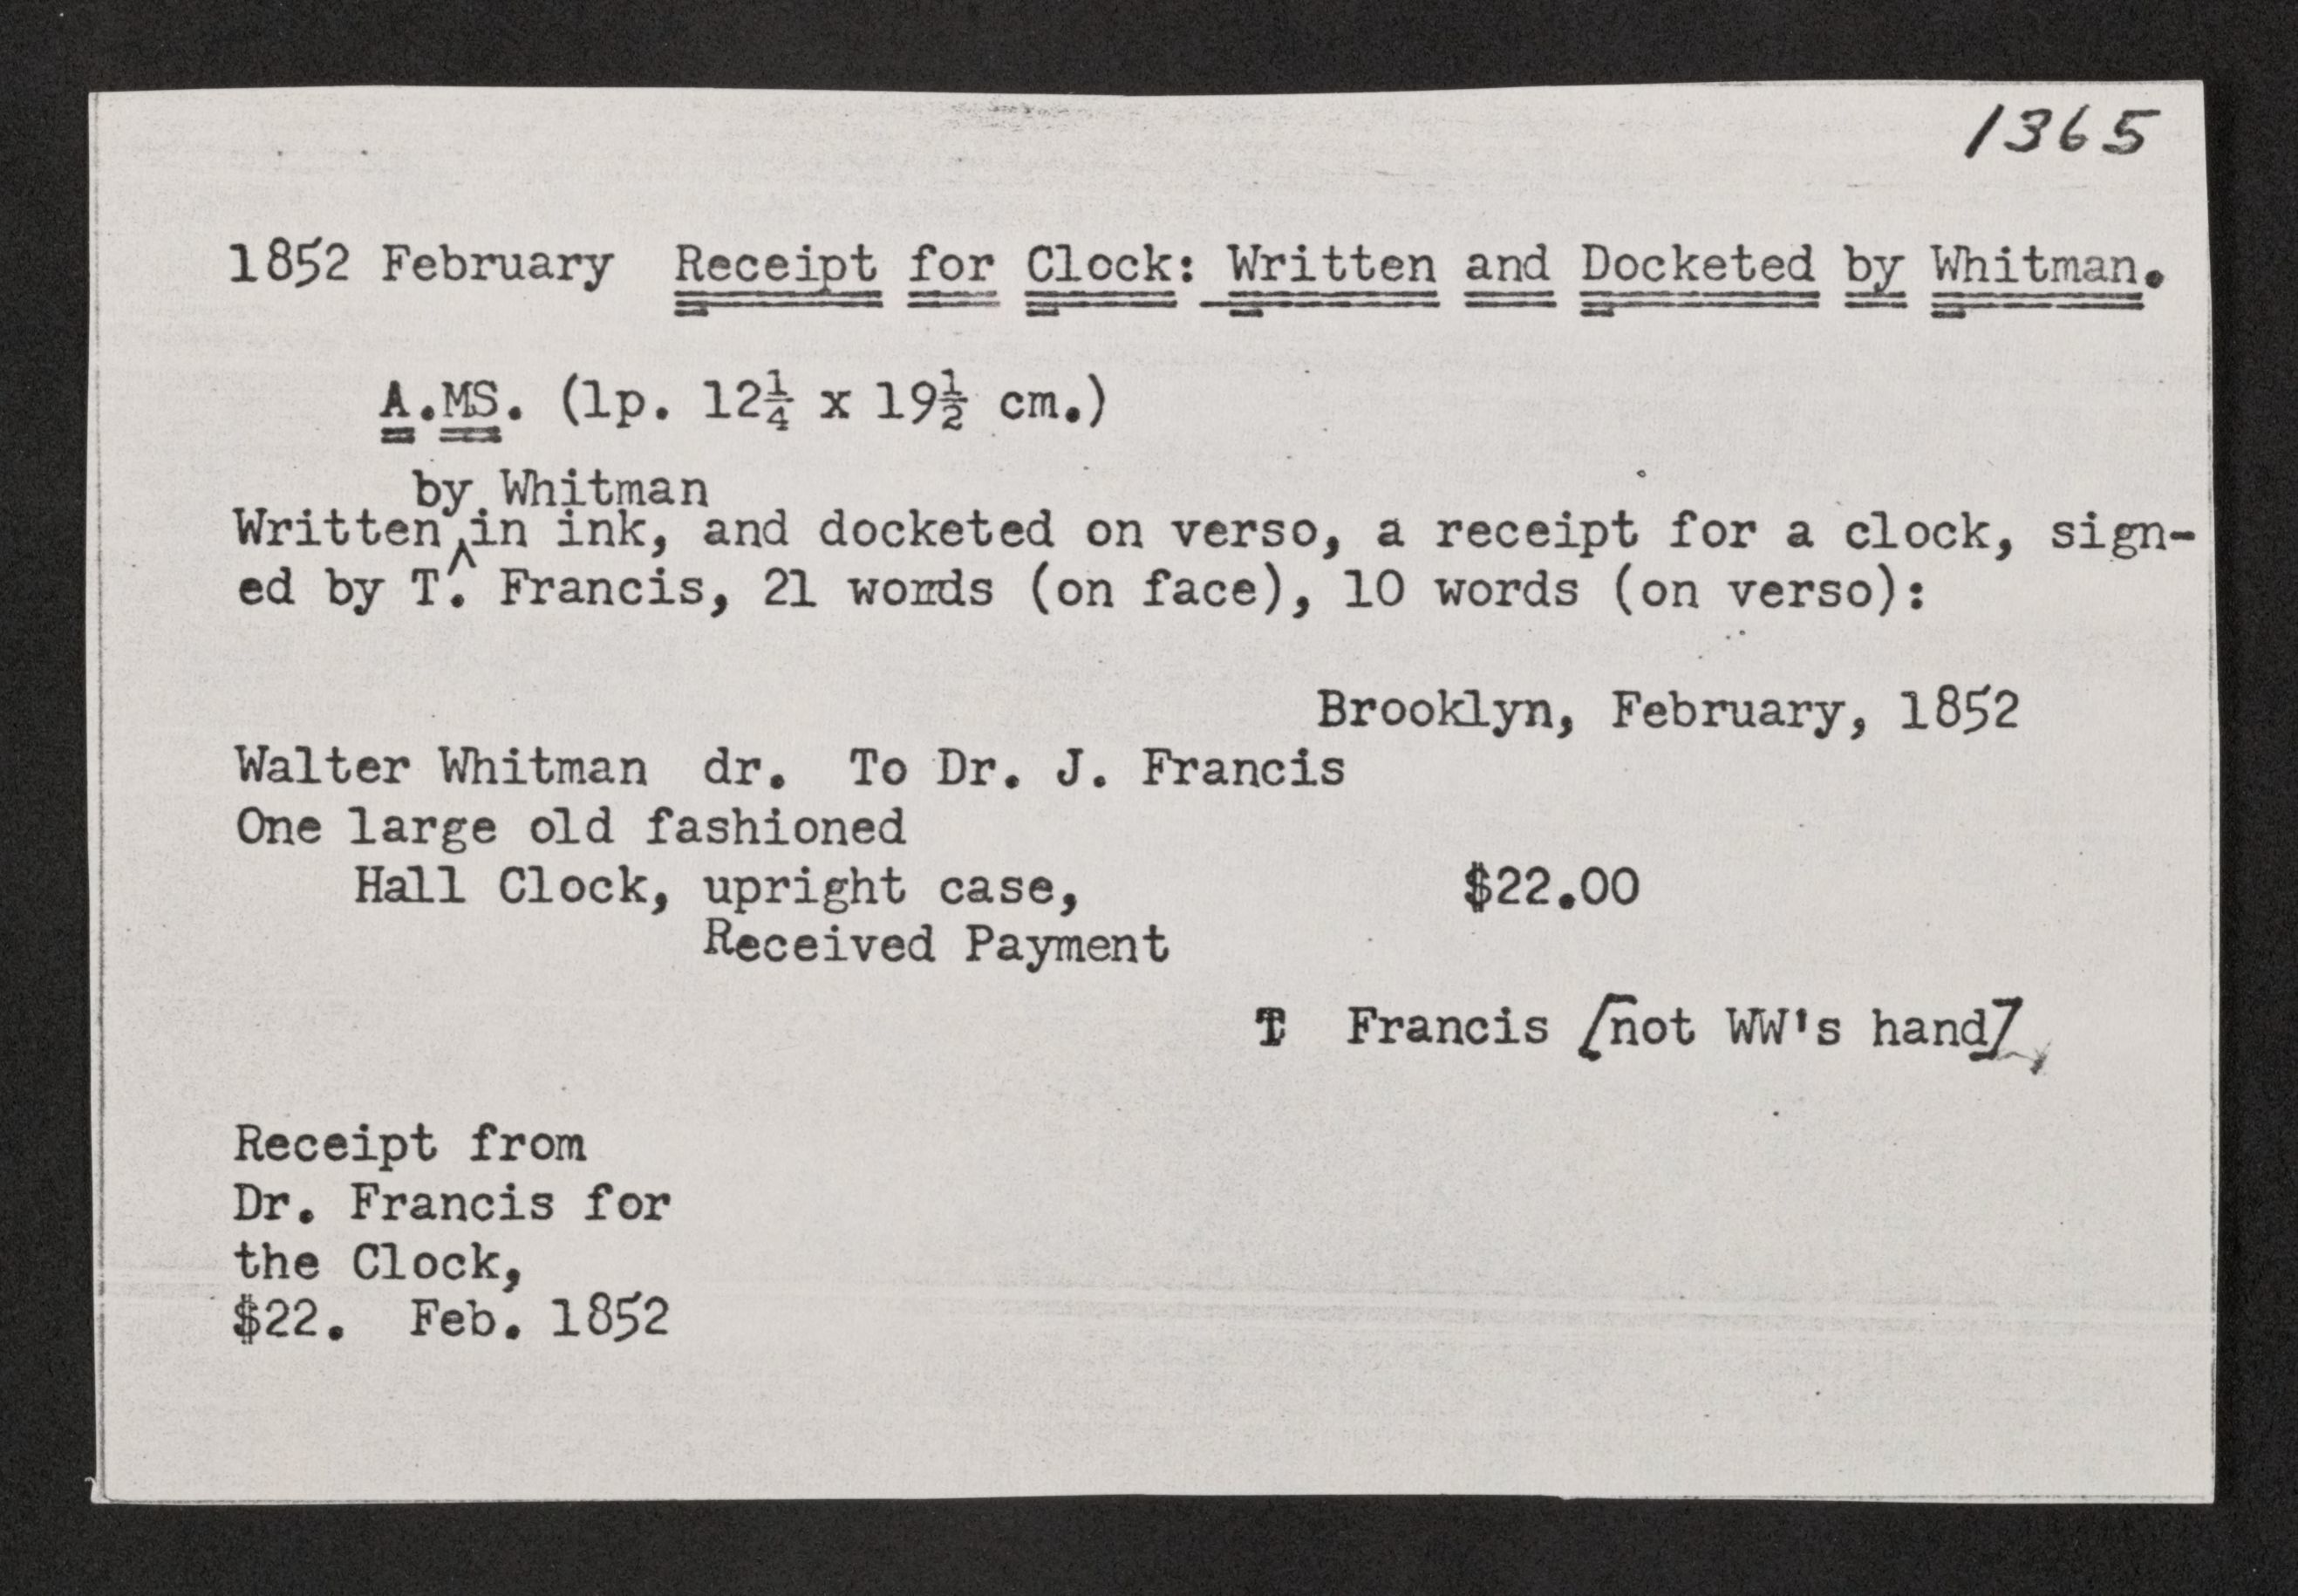 1365
1852 February Receipt for Clock: Written and Docketed by Whitman.
A.MS. (1p. 12¼ x 19½ cm.)
by Whitman
Written ^ in ink, and docketed on verso, a receipt for a clock, sign-
ed by T. Francis, 21 words (on face), 10 words (on verso):
Brooklyn, February, 1852
Walter Whitman dr. To Dr. J. Francis
One large old fashioned
Hall Clock, upright case, $22.00
Received Payment
T Francis [not WW's hand]
Receipt from
Dr. Francis for
the Clock,
$22. Feb. 1852